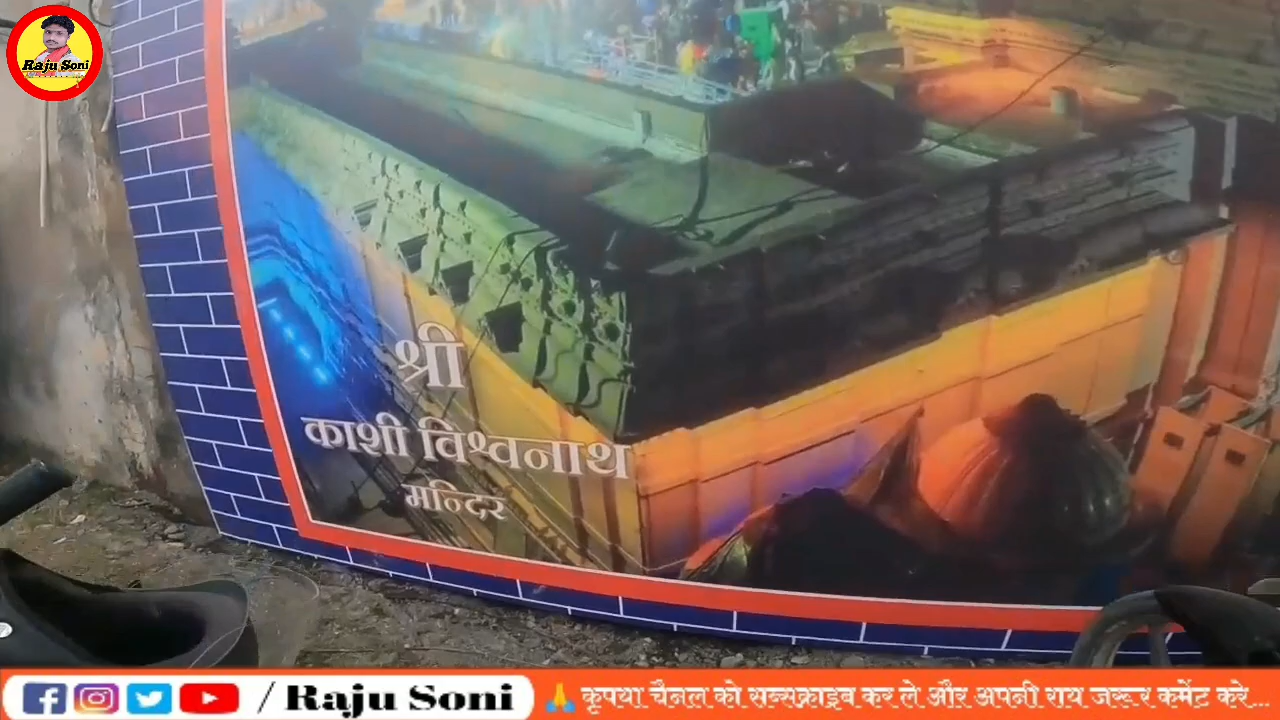 Raju Soni
श्री
काशी विश्वनाथ
मन्दिर
/ Raju Soni 🙏 कृपया चैनल को सब्सक्राइब कर ले और अपनी राय जरूर कमेंट करे...